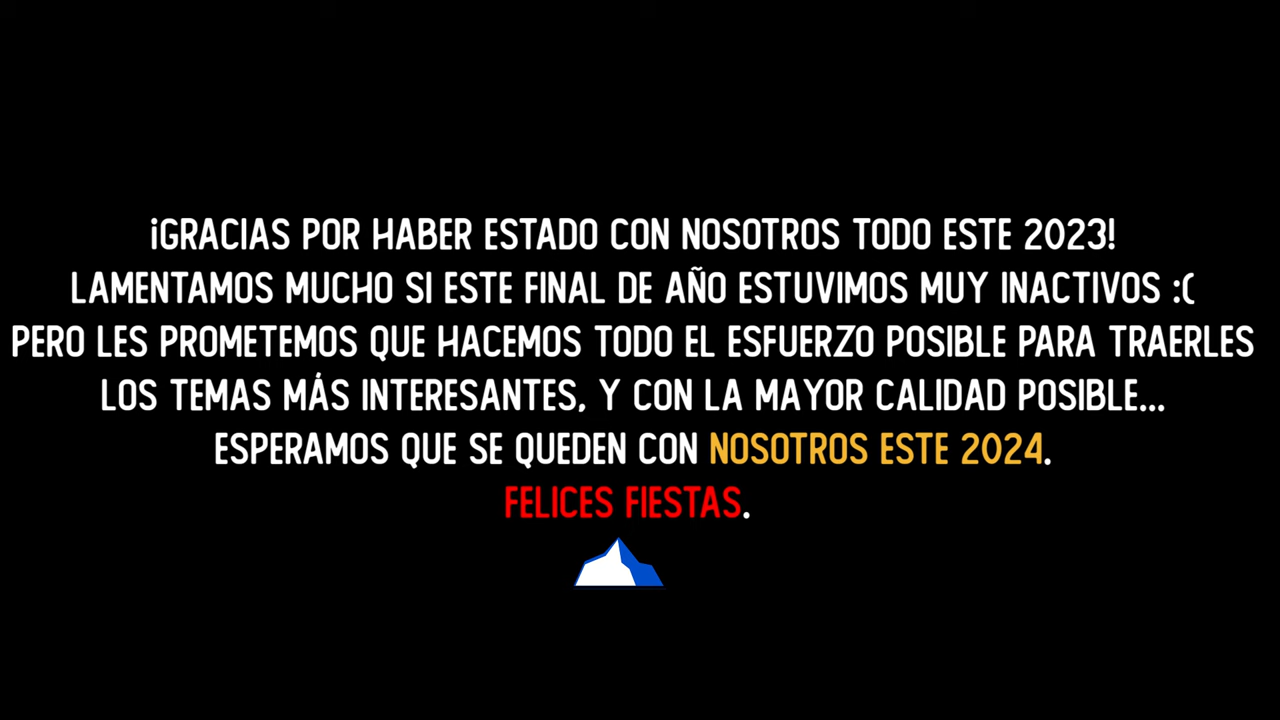 ¡GRACIAS POR HABER ESTADO CON NOSOTROS TODO ESTE 2023!
LAMENTAMOS MUCHO SI ESTE FINAL DE AÑO ESTUVIMOS MUY INACTIVOS :(
PERO LES PROMETEMOS QUE HACEMOS TODO EL ESFUERZO POSIBLE PARA TRAERLES
LOS TEMAS MÁS INTERESANTES, Y CON LA MAYOR CALIDAD POSIBLE...
ESPERAMOS QUE SE QUEDEN CON NOSOTROS ESTE 2024.
FELICES FIESTAS.